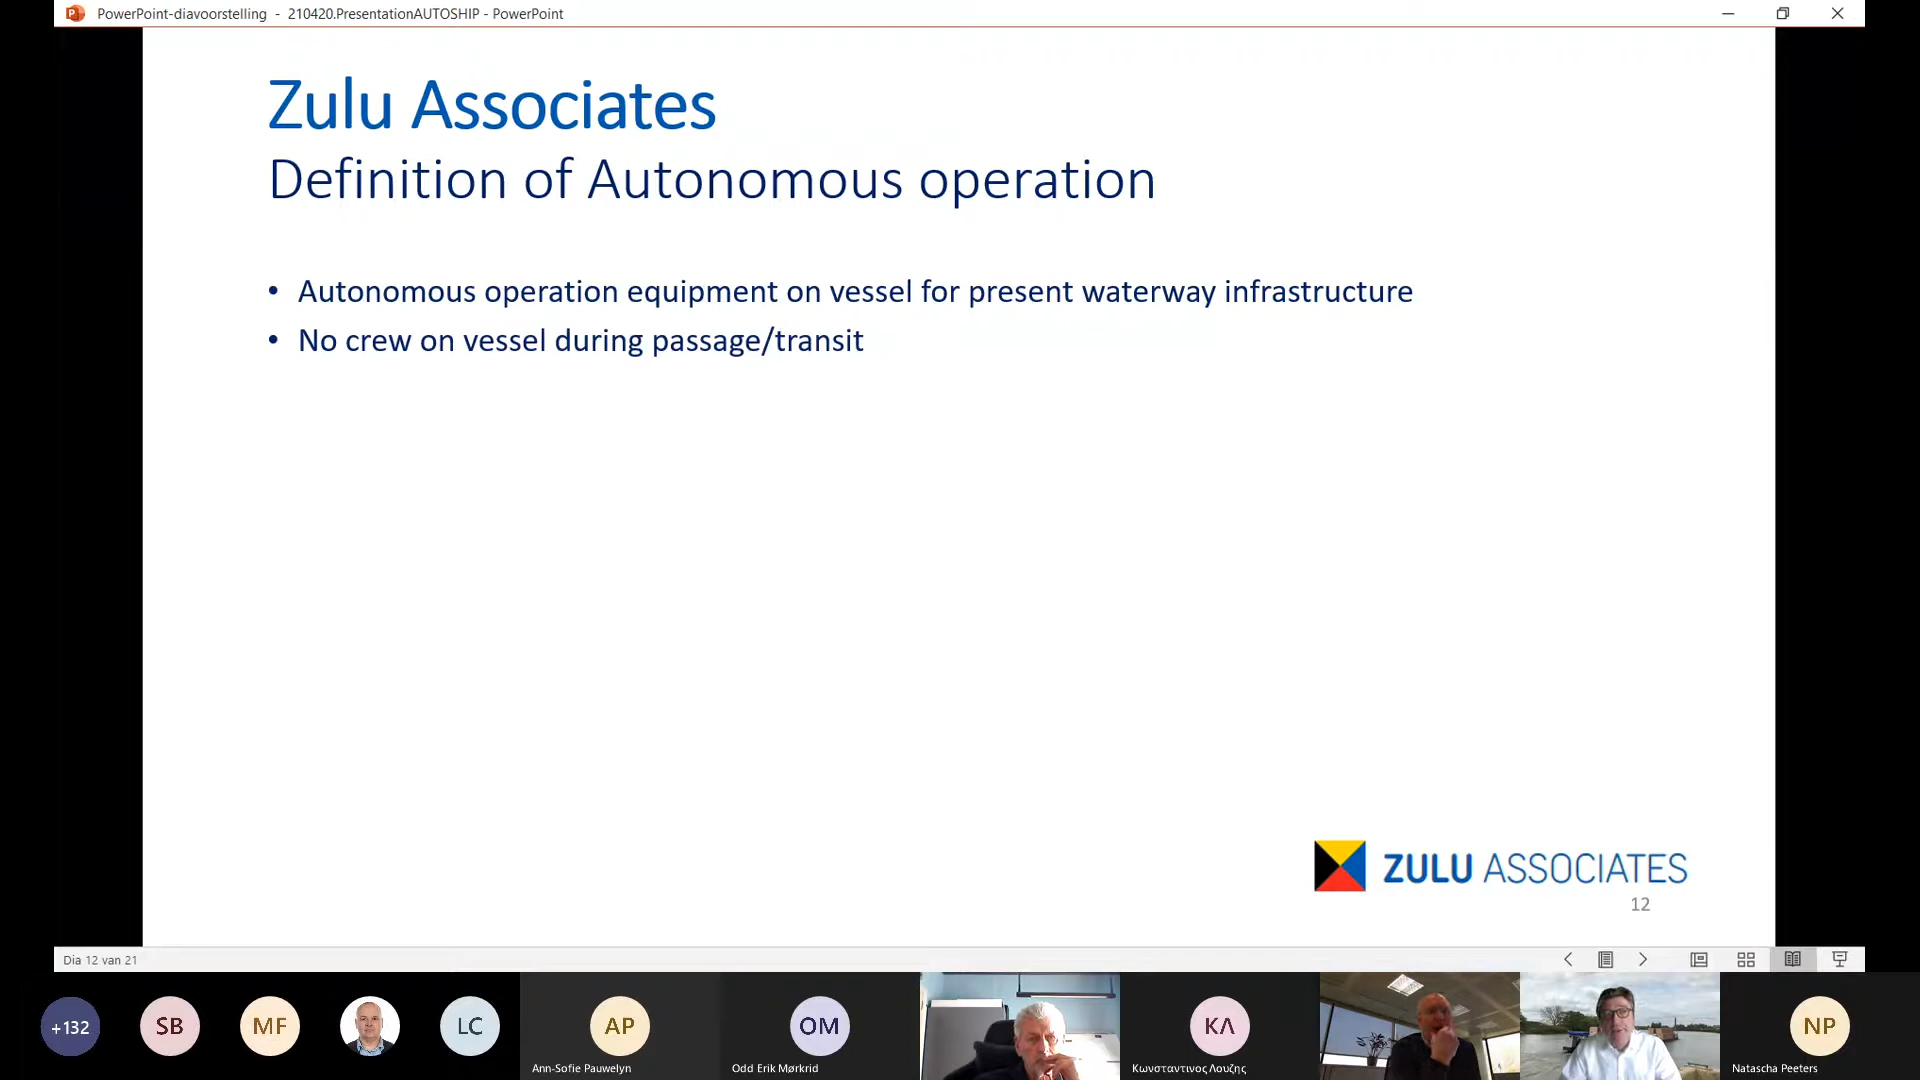 PowerPoint-diavoorstelling - 210420.PresentationAUTOSHIP - PowerPoint
Zulu Associates
Definition of Autonomous operation
• Autonomous operation equipment on vessel for present waterway infrastructure
• No crew on vessel during passage/transit
ZULU ASSOCIATES
12
Dia 12 van 21
+132
SB
MF
LC
AP
OM
ΚΛ
NP
Ann-Sofie Pauwelyn
Odd Erik Mørkrid
Κωνσταντινος Λουζης
Natascha Peeters